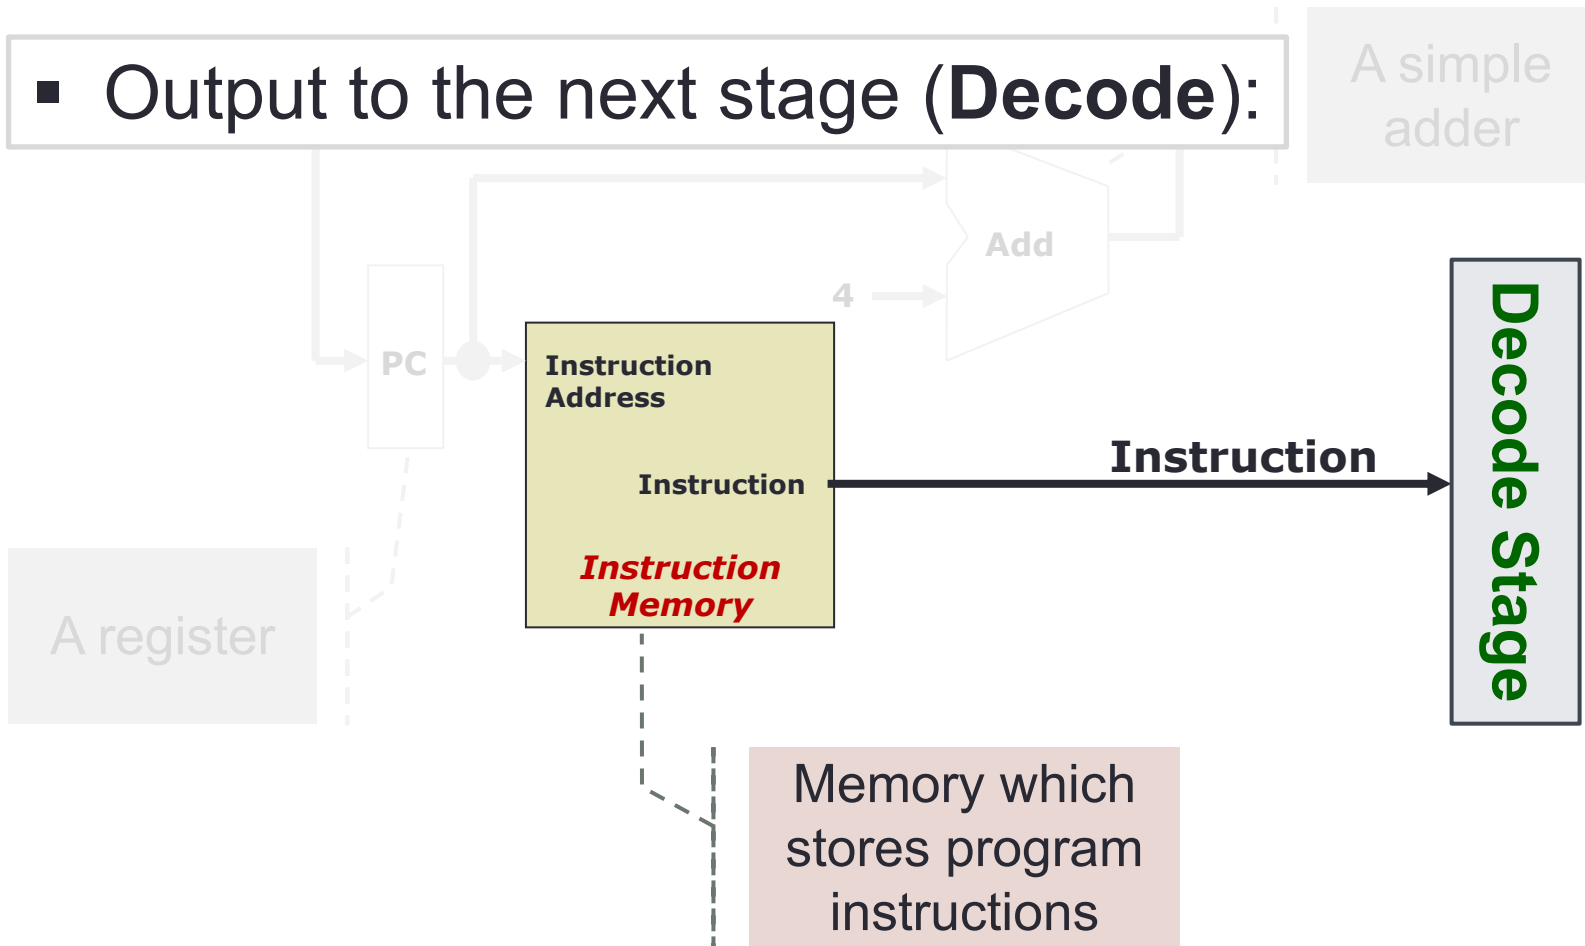 ▪ Output to the next stage (Decode):
A simple
adder
Add
4
PC
Instruction
Address
Instruction
Instruction
Memory
Instruction
Decode Stage
A register
Memory which
stores program
instructions